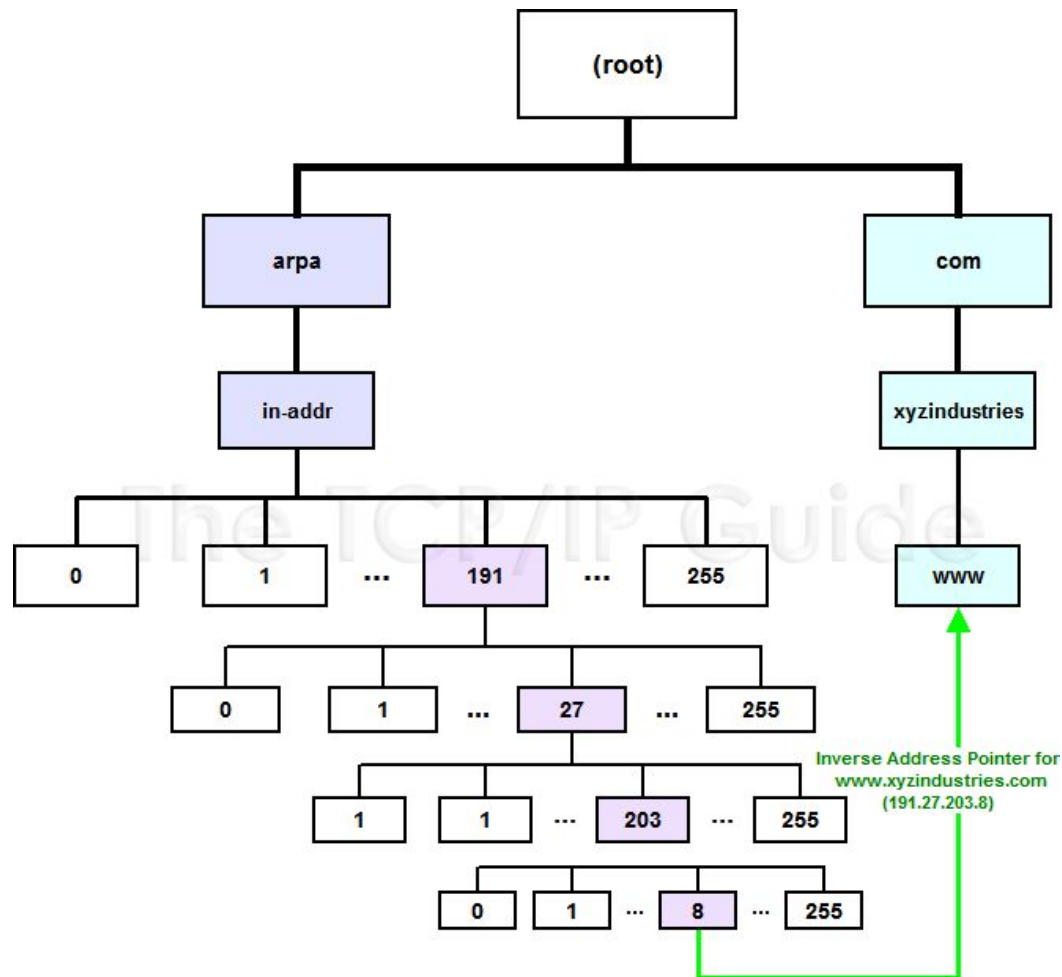 (root)
arpa com
in-addr xyzindustries
The TCP/IP Guide
0 1 ... 191 ... 255 www
0 1 ... 27 ... 255
Inverse Address Pointer for
www.xyzindustries.com
(191.27.203.8)
1 1 ... 203 ... 255
0 1 ... 8 ... 255